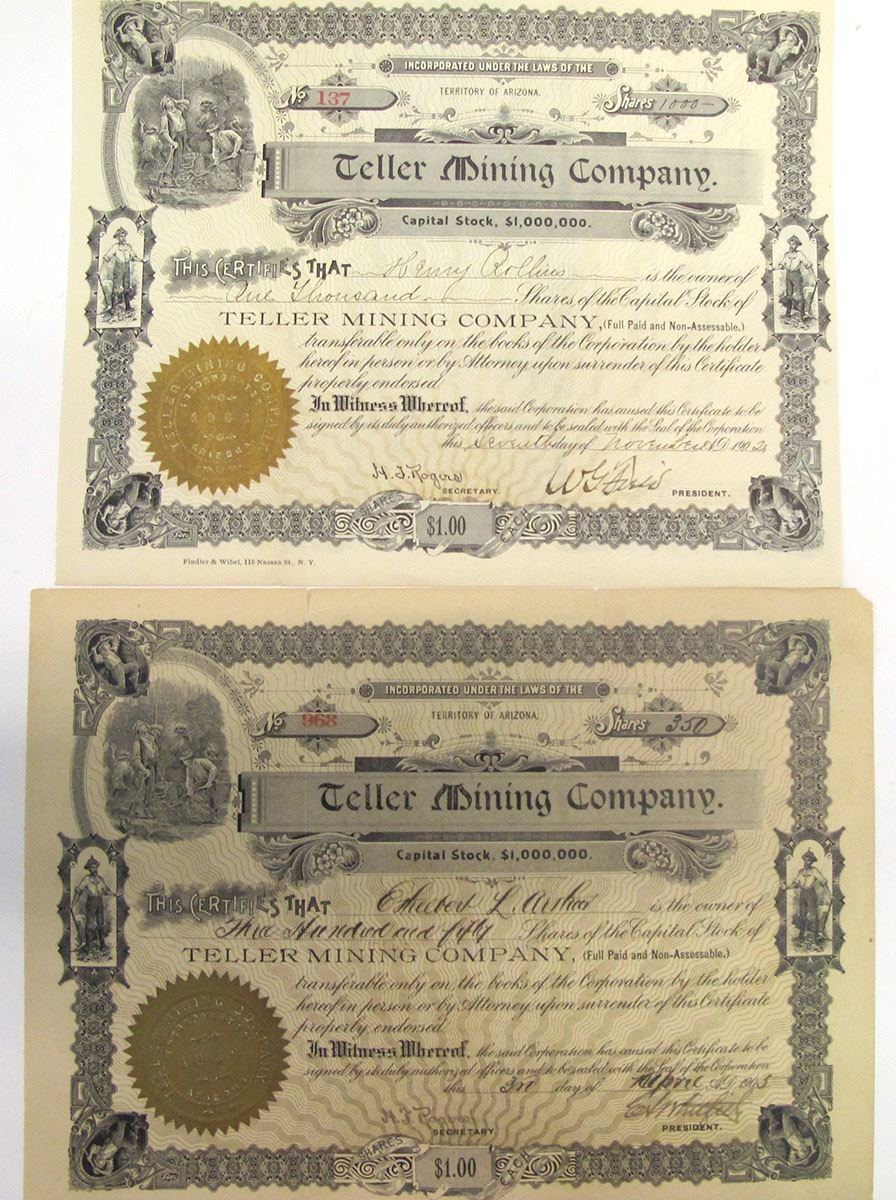 INCORPORATED UNDER THE LAWS OF THE
TERRITORY OF ARIZONA.
No 137
Shares 1000 -
Teller Mining Company.
Capital Stock, $1,000,000.
THIS CERTIFIES THAT Henry Rollins is the owner of
One Thousand Shares of the Capital Stock of
TELLER MINING COMPANY, (Full Paid and Non-Assessable.)
transferable only on the books of the Corporation by the holder
hereof in person or by Attorney upon surrender of this Certificate
properly endorsed.
In Witness Whereof, the said Corporation has caused this Certificate to be
signed by its duly authorized officers and to be sealed with the Seal of the Corporation
this Seventh day of November A.D. 1902
TELLER MINING COMP
ARIZONA
H. J. Rogers
SECRETARY.
PRESIDENT.
SHARES
$1.00
Findler & Wibel, 115 Nassau St., N. Y.
INCORPORATED UNDER THE LAWS OF THE
TERRITORY OF ARIZONA.
No 968
Shares 350
Teller Mining Company.
Capital Stock, $1,000,000.
THIS CERTIFIES THAT L. is the owner of
Three Hundred and fifty Shares of the Capital Stock of
TELLER MINING COMPANY, (Full Paid and Non-Assessable.)
transferable only on the books of the Corporation by the holder
hereof in person or by Attorney upon surrender of this Certificate
properly endorsed.
In Witness Whereof, the said Corporation has caused this Certificate to be
signed by its duly authorized officers and to be sealed with the Seal of the Corporation
this 3rd day of April A.D. 1903
H. J. Rogers
SECRETARY.
PRESIDENT.
SHARES
$1.00
EACH